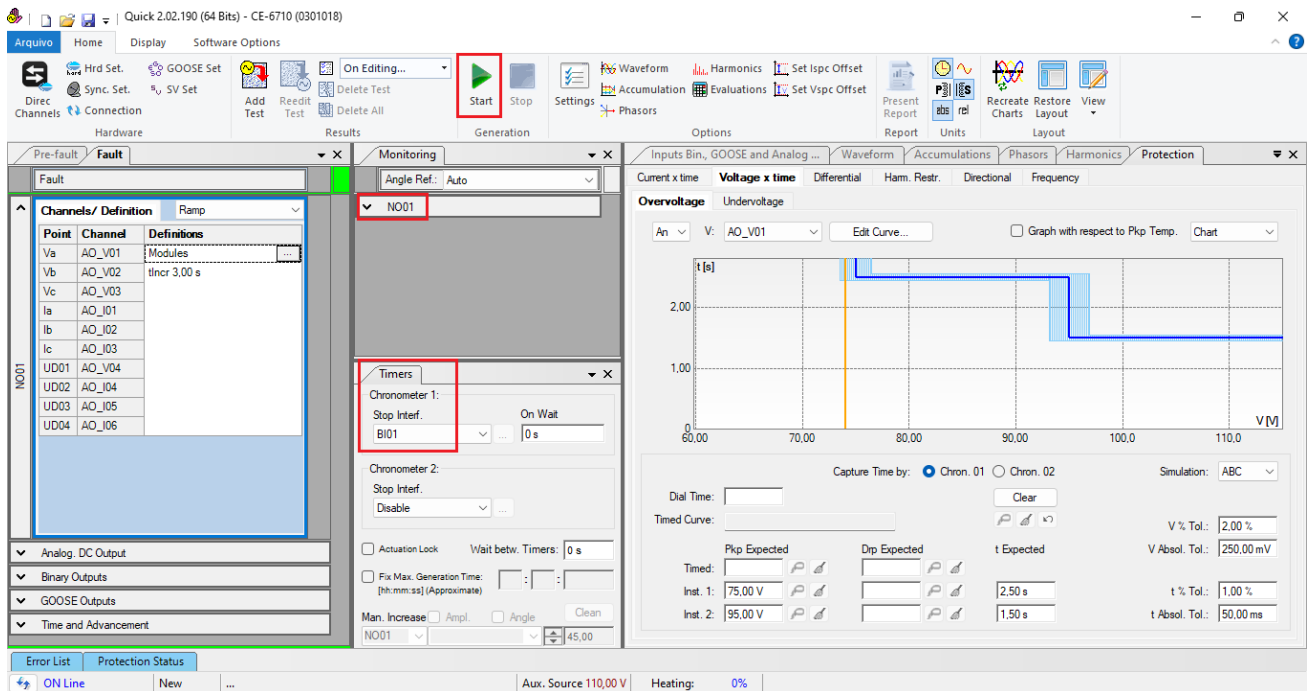 Quick 2.02.190 (64 Bits) - CE-6710 (0301018)
Arquivo Home Display Software Options
Direc Channels
Hrd Set.
Sync. Set.
Connection
GOOSE Set
SV Set
Hardware
Add Test
Reedit Test
On Editing...
Delete Test
Delete All
Results
Start
Stop
Generation
Settings
Waveform
Accumulation
Phasors
Harmonics
Evaluations
Set Ispc Offset
Set Vspc Offset
Options
Present Report
Report
abs rel
Units
Recreate Charts
Restore Layout
View
Layout
Pre-fault Fault
Fault
NO01
Channels/ Definition Ramp
Point Channel Definitions
Va AO_V01 Modules ...
Vb AO_V02 tIncr 3,00 s
Vc AO_V03
Ia AO_I01
Ib AO_I02
Ic AO_I03
UD01 AO_V04
UD02 AO_I04
UD03 AO_I05
UD04 AO_I06
Analog. DC Output
Binary Outputs
GOOSE Outputs
Time and Advancement
Monitoring
Angle Ref.: Auto
NO01
Timers
Chronometer 1:
Stop Interf. On Wait
BI01 ... 0 s
Chronometer 2:
Stop Interf.
Disable ...
Actuation Lock Wait betw. Timers: 0 s
Fix Max. Generation Time: : :
[hh:mm:ss] (Approximate)
Man. Increase Ampl. Angle Clean
NO01 45,00
Inputs Bin., GOOSE and Analog ... Waveform Accumulations Phasors Harmonics Protection
Current x time Voltage x time Differential Harm. Restr. Directional Frequency
Overvoltage Undervoltage
An V: AO_V01 Edit Curve... Graph with respect to Pkp Temp. Chart
t [s]
2,00
1,00
0
V [V]
60,00 70,00 80,00 90,00 100,0 110,0
Capture Time by: Chron. 01 Chron. 02 Simulation: ABC
Dial Time: Clear
Timed Curve: V % Tol.: 2,00 %
Pkp Expected Drp Expected t Expected V Absol. Tol.: 250,00 mV
Timed:
Inst. 1: 75,00 V 2,50 s t % Tol.: 1,00 %
Inst. 2: 95,00 V 1,50 s t Absol. Tol.: 50,00 ms
Error List Protection Status
ON Line New ... Aux. Source 110,00 V Heating: 0%